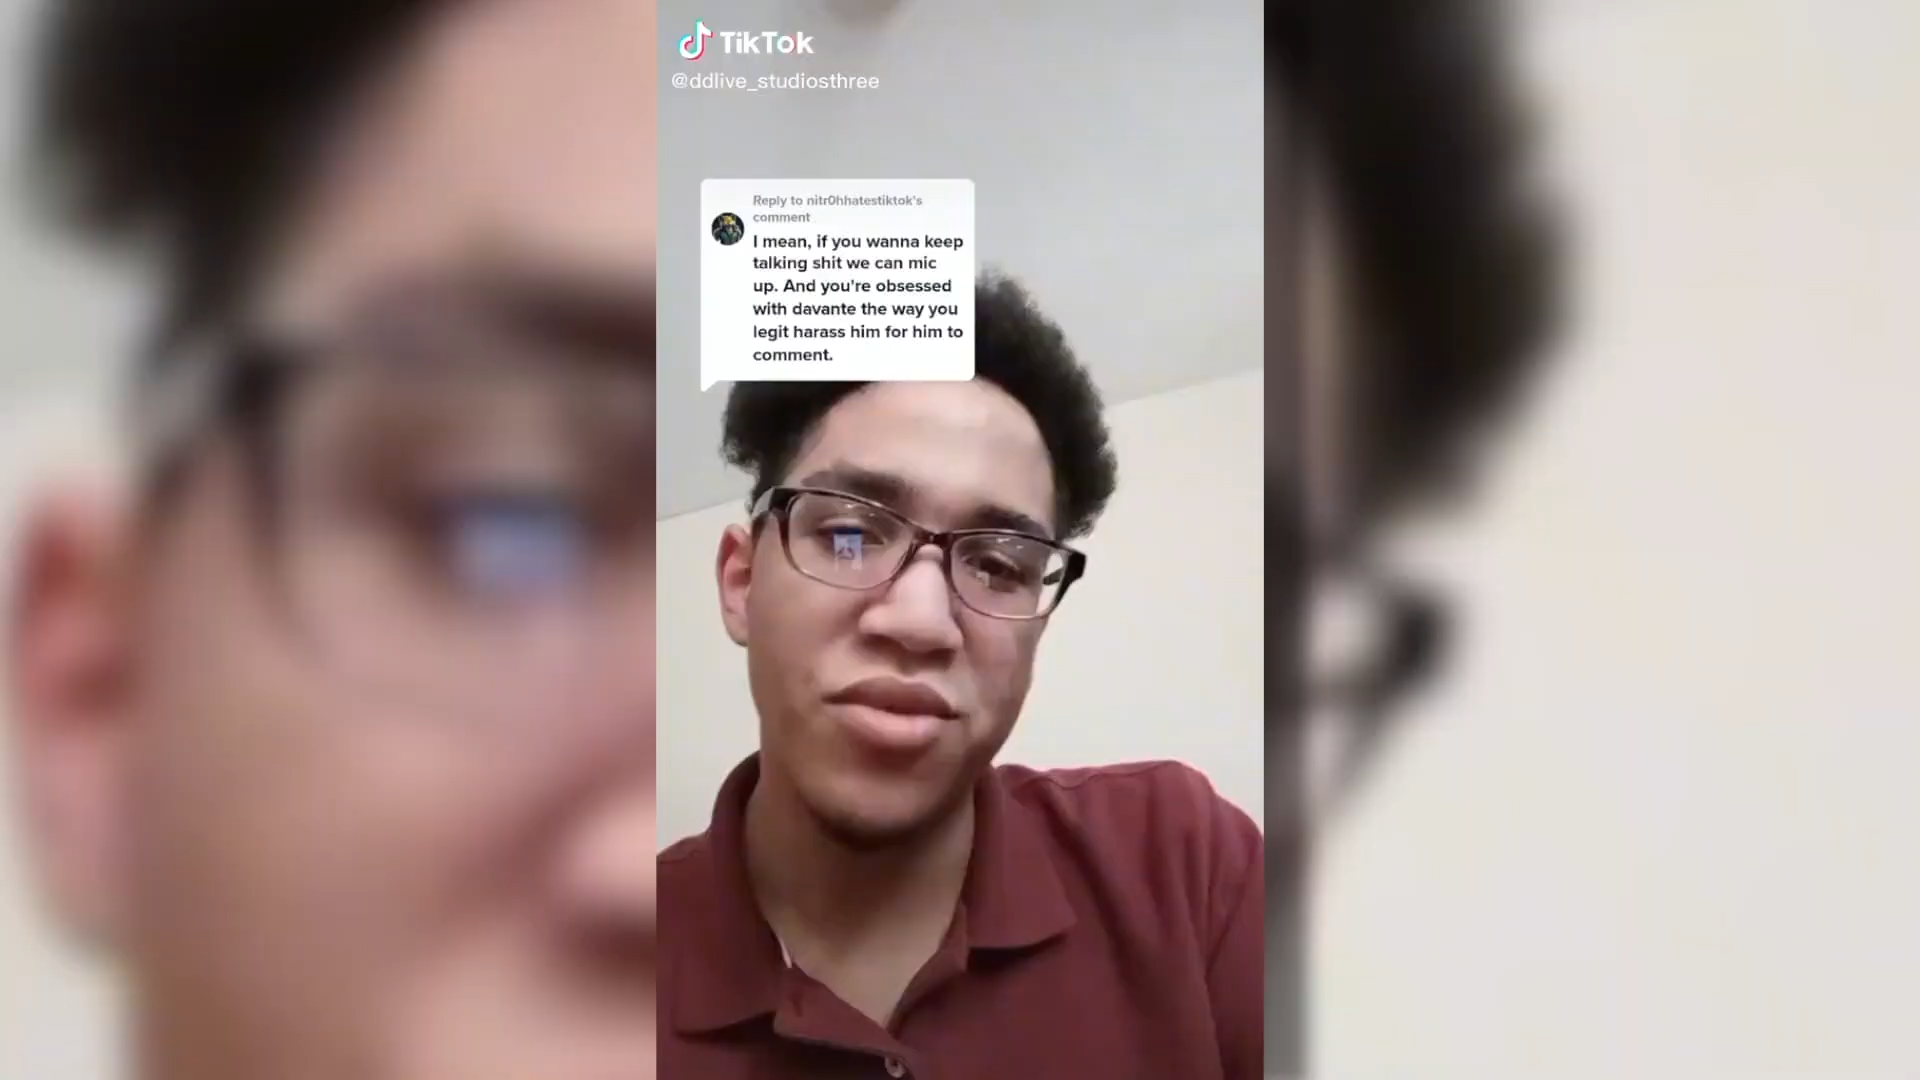 TikTok
@ddlive_studiosthree
Reply to nitr0hhatestiktok's
comment
I mean, if you wanna keep
talking shit we can mic
up. And you're obsessed
with davante the way you
legit harass him for him to
comment.